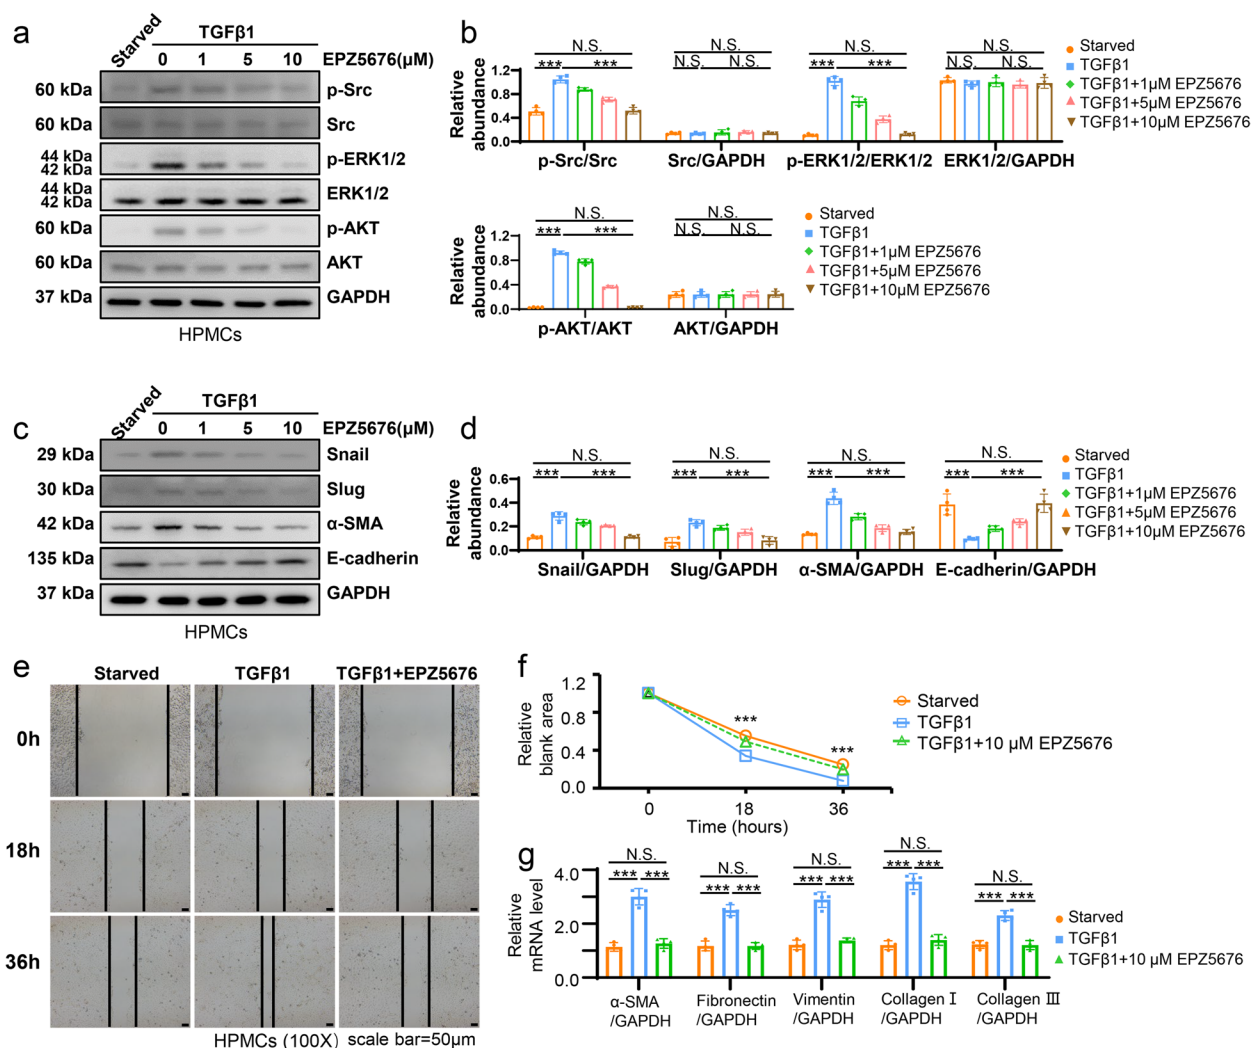 a
Starved
TGFβ1
0 1 5 10 EPZ5676(μM)
60 kDa p-Src
60 kDa Src
44 kDa
42 kDa p-ERK1/2
44 kDa
42 kDa ERK1/2
60 kDa p-AKT
60 kDa AKT
37 kDa GAPDH
HPMCs
b
Relative abundance
1.2
0.8
0.4
0.0
N.S.
*** ***
N.S.
N.S. N.S.
N.S.
*** ***
N.S.
N.S. N.S.
p-Src/Src Src/GAPDH p-ERK1/2/ERK1/2 ERK1/2/GAPDH
Starved
TGFβ1
TGFβ1+1μM EPZ5676
TGFβ1+5μM EPZ5676
TGFβ1+10μM EPZ5676
Relative abundance
1.2
0.8
0.4
0.0
N.S.
*** ***
N.S.
N.S. N.S.
p-AKT/AKT AKT/GAPDH
Starved
TGFβ1
TGFβ1+1μM EPZ5676
TGFβ1+5μM EPZ5676
TGFβ1+10μM EPZ5676
c
Starved
TGFβ1
0 1 5 10 EPZ5676(μM)
29 kDa Snail
30 kDa Slug
42 kDa α-SMA
135 kDa E-cadherin
37 kDa GAPDH
HPMCs
d
Relative abundance
0.6
0.4
0.2
0.0
N.S.
*** ***
N.S.
*** ***
N.S.
*** ***
N.S.
*** ***
Snail/GAPDH Slug/GAPDH α-SMA/GAPDH E-cadherin/GAPDH
Starved
TGFβ1
TGFβ1+1μM EPZ5676
TGFβ1+5μM EPZ5676
TGFβ1+10μM EPZ5676
e
Starved TGFβ1 TGFβ1+EPZ5676
0h
18h
36h
HPMCs (100X) scale bar=50μm
f
Relative blank area
1.2
0.8
0.4
0.0
***
***
0 18 36
Time (hours)
Starved
TGFβ1
TGFβ1+10 μM EPZ5676
g
Relative mRNA level
4.0
2.0
0.0
N.S.
*** ***
N.S.
*** ***
N.S.
*** ***
N.S.
*** ***
N.S.
*** ***
α-SMA Fibronectin Vimentin Collagen Ⅰ Collagen Ⅲ
/GAPDH /GAPDH /GAPDH /GAPDH /GAPDH
Starved
TGFβ1
TGFβ1+10 μM EPZ5676